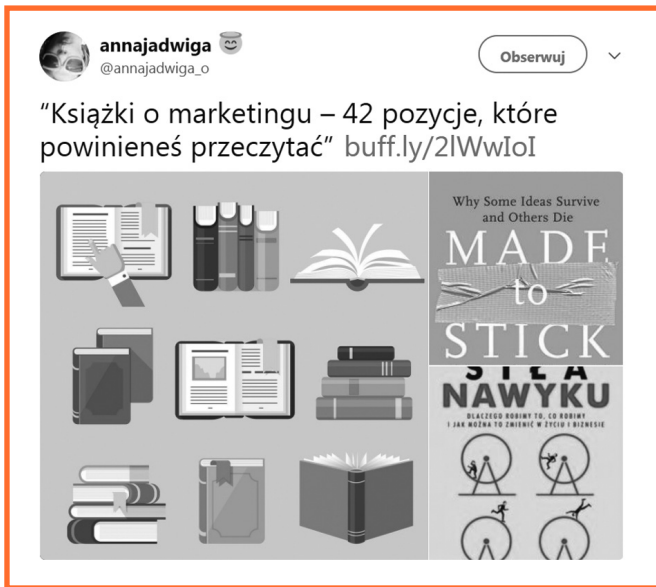 annajadwiga
@annajadwiga_o
Obserwuj
“Książki o marketingu – 42 pozycje, które
powinieneś przeczytać” buff.ly/2lWwIoI
Why Some Ideas Survive
and Others Die
MADE
to
STICK
SIŁA
NAWYKU
DLACZEGO ROBIMY TO, CO ROBIMY
I JAK MOŻNA TO ZMIENIĆ W ŻYCIU I BIZNESIE